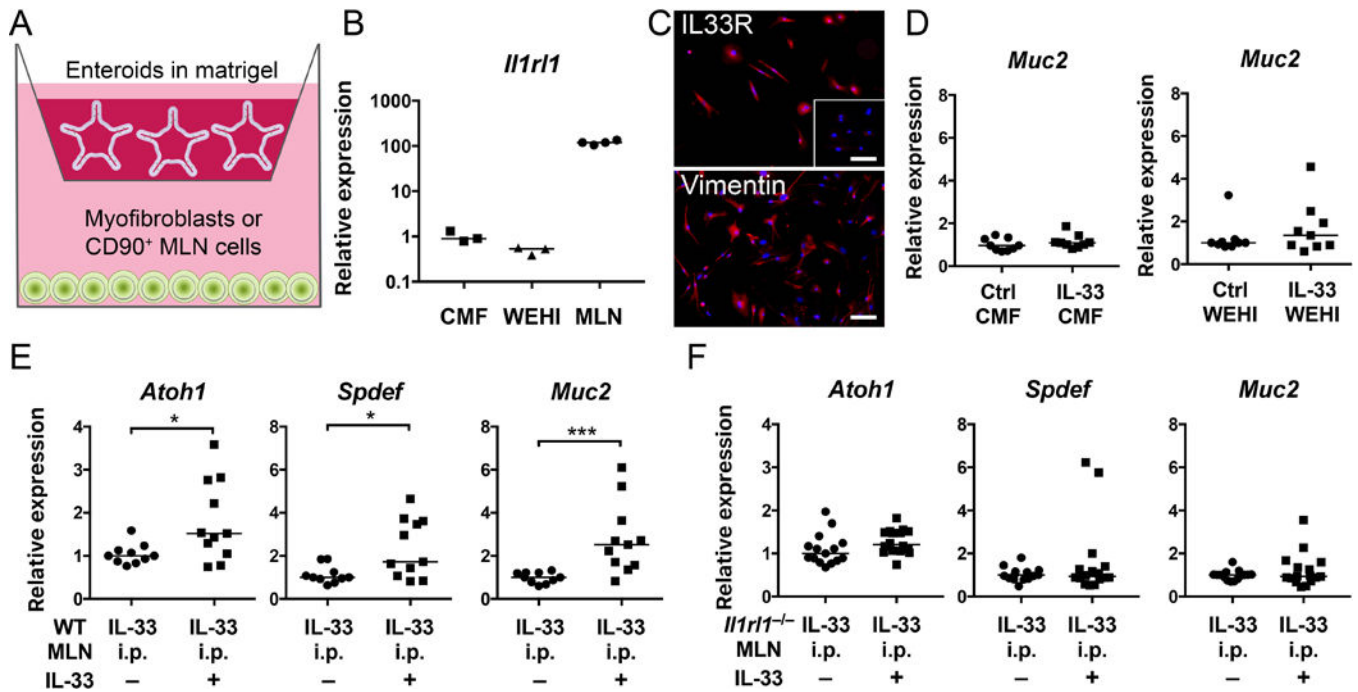 A
Enteroids in matrigel
Myofibroblasts or
CD90⁺ MLN cells
B
Il1rl1
Relative expression
1000
100
10
1
0.1
CMF WEHI MLN
C
IL33R
Vimentin
D
Muc2
Relative expression
8
6
4
2
0
Ctrl IL-33
CMF CMF
Muc2
8
6
4
2
0
Ctrl IL-33
WEHI WEHI
E
Atoh1
Relative expression
4
3
2
1
0
*
Spdef
8
6
4
2
0
*
Muc2
8
6
4
2
0
***
WT IL-33 IL-33 IL-33 IL-33 IL-33 IL-33
MLN i.p. i.p. i.p. i.p. i.p. i.p.
IL-33 – + – + – +
F
Atoh1
Relative expression
4
3
2
1
0
Spdef
8
6
4
2
0
Muc2
8
6
4
2
0
Il1rl1⁻/⁻ IL-33 IL-33 IL-33 IL-33 IL-33 IL-33
MLN i.p. i.p. i.p. i.p. i.p. i.p.
IL-33 – + – + – +